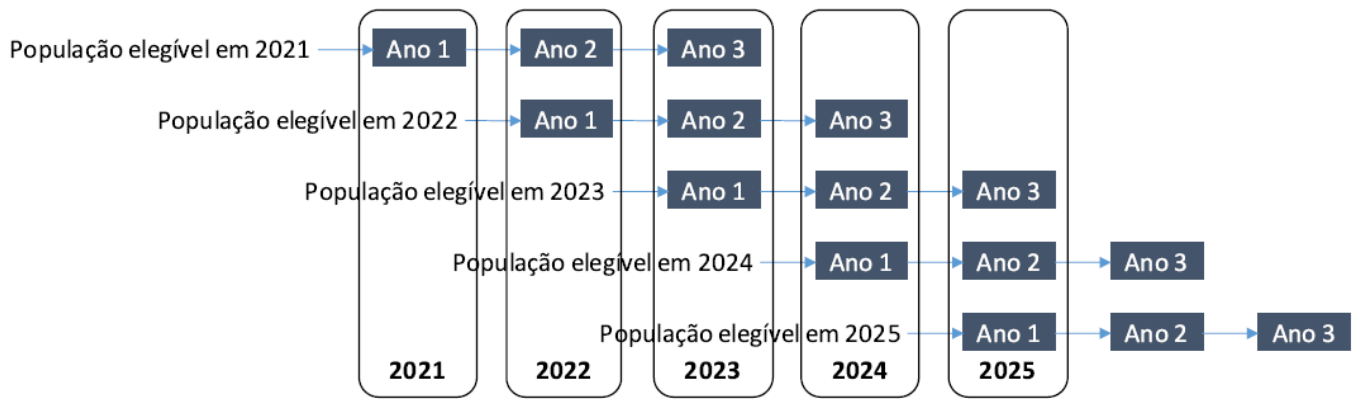 População elegível em 2021 Ano 1 Ano 2 Ano 3
População elegível em 2022 Ano 1 Ano 2 Ano 3
População elegível em 2023 Ano 1 Ano 2 Ano 3
População elegível em 2024 Ano 1 Ano 2 Ano 3
População elegível em 2025 Ano 1 Ano 2 Ano 3
2021 2022 2023 2024 2025